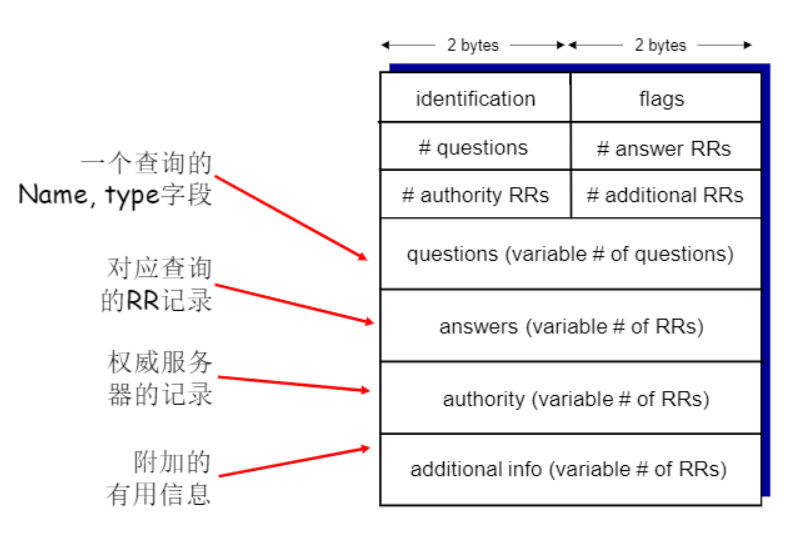 2 bytes 2 bytes
identification flags
# questions # answer RRs
# authority RRs # additional RRs
一个查询的
Name, type字段
questions (variable # of questions)
对应查询
的RR记录
answers (variable # of RRs)
权威服务
器的记录
authority (variable # of RRs)
附加的
有用信息
additional info (variable # of RRs)